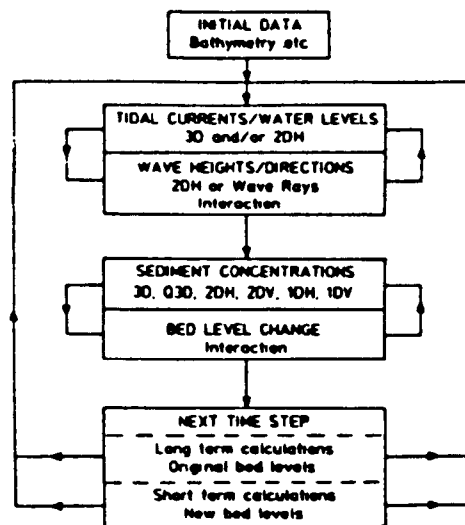 INITIAL DATA
Bathymetry etc
TIDAL CURRENTS/WATER LEVELS
3D and/or 2DH
WAVE HEIGHTS/DIRECTIONS
2DH or Wave Rays
Interaction
SEDIMENT CONCENTRATIONS
3D, Q3D, 2DH, 2DV, 1DH, 1DV
BED LEVEL CHANGE
Interaction
NEXT TIME STEP
Long term calculations
Original bed levels
Short term calculations
New bed levels